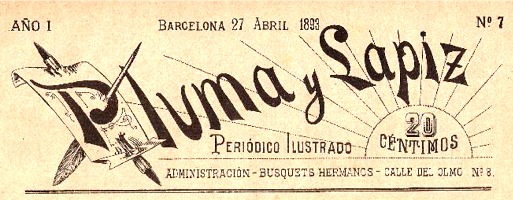 AÑO I BARCELONA 27 ABRIL 1893 Nº 7
Pluma y Lapiz
PERIÓDICO ILUSTRADO
20
CÉNTIMOS
ADMINISTRACIÓN - BUSQUETS HERMANOS - CALLE DEL OLMO Nº 8.